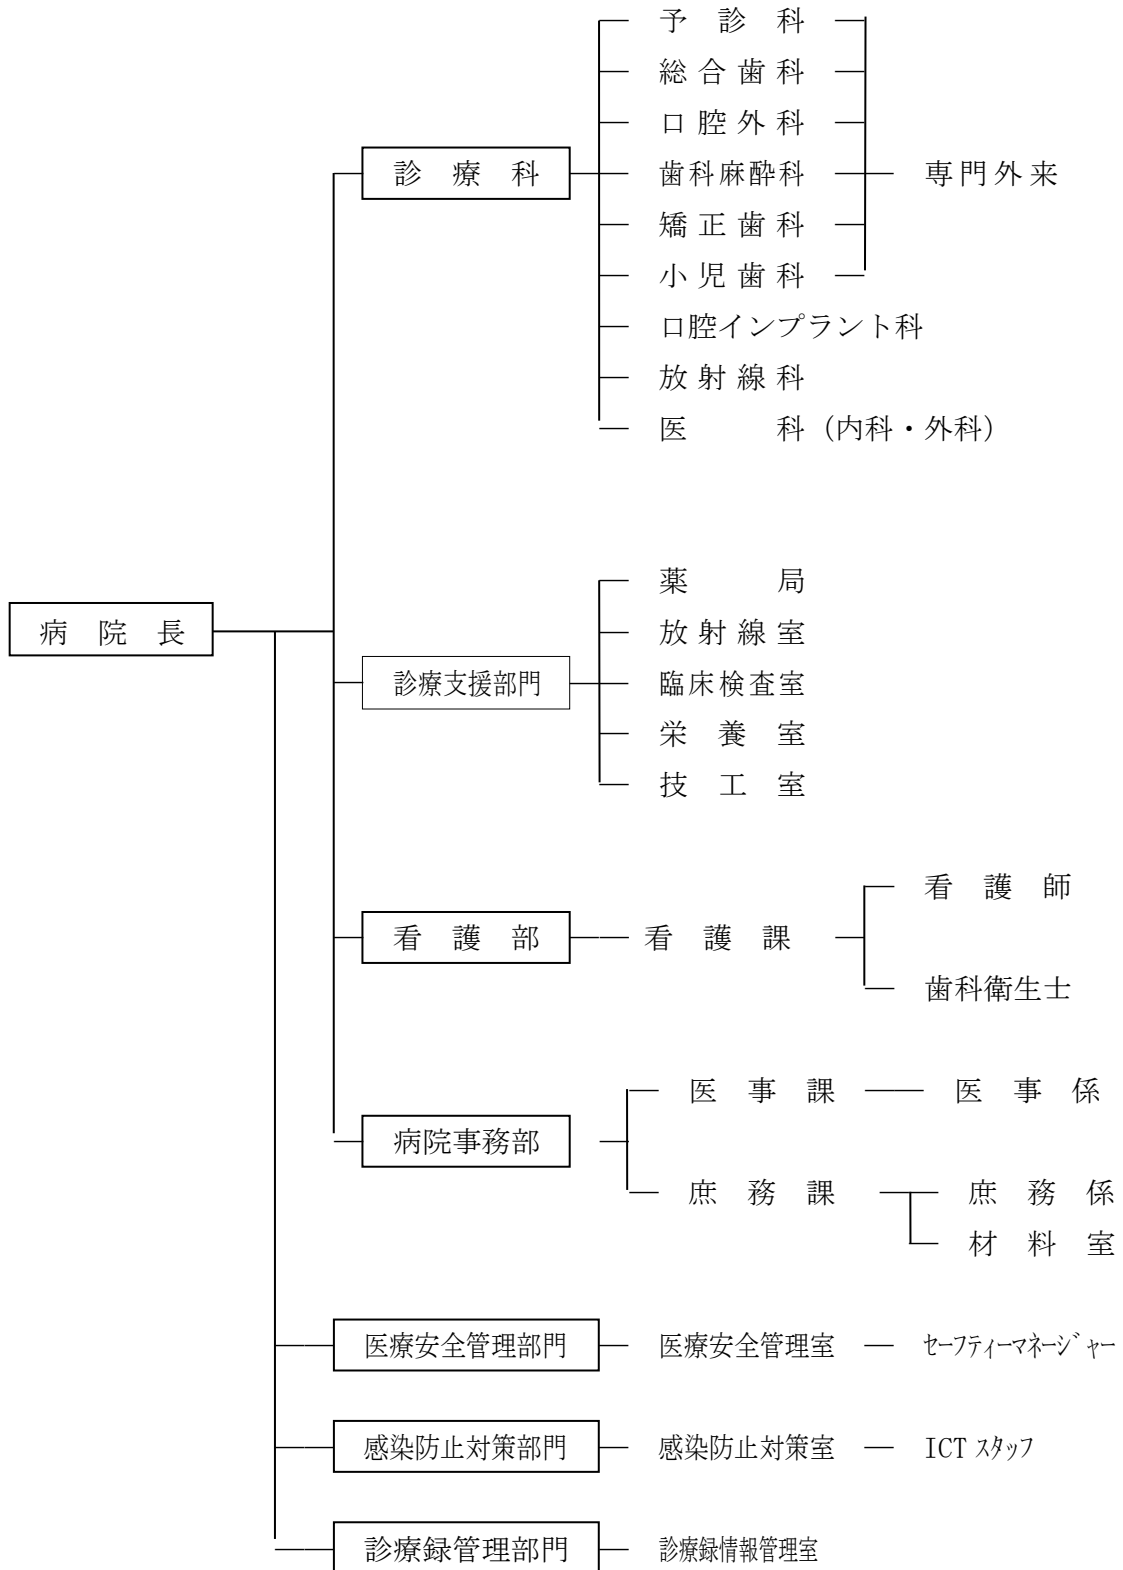 予診科
総合歯科
口腔外科
診療科 歯科麻酔科 専門外来
矯正歯科
小児歯科
口腔インプラント科
放射線科
医科（内科・外科）
薬局
病院長 放射線室
診療支援部門 臨床検査室
栄養室
技工室
看護師
看護部 看護課
歯科衛生士
医事課 医事係
病院事務部
庶務課 庶務係
材料室
医療安全管理部門 医療安全管理室 セーフティーマネージャー
感染防止対策部門 感染防止対策室 ICTスタッフ
診療録管理部門 診療録情報管理室